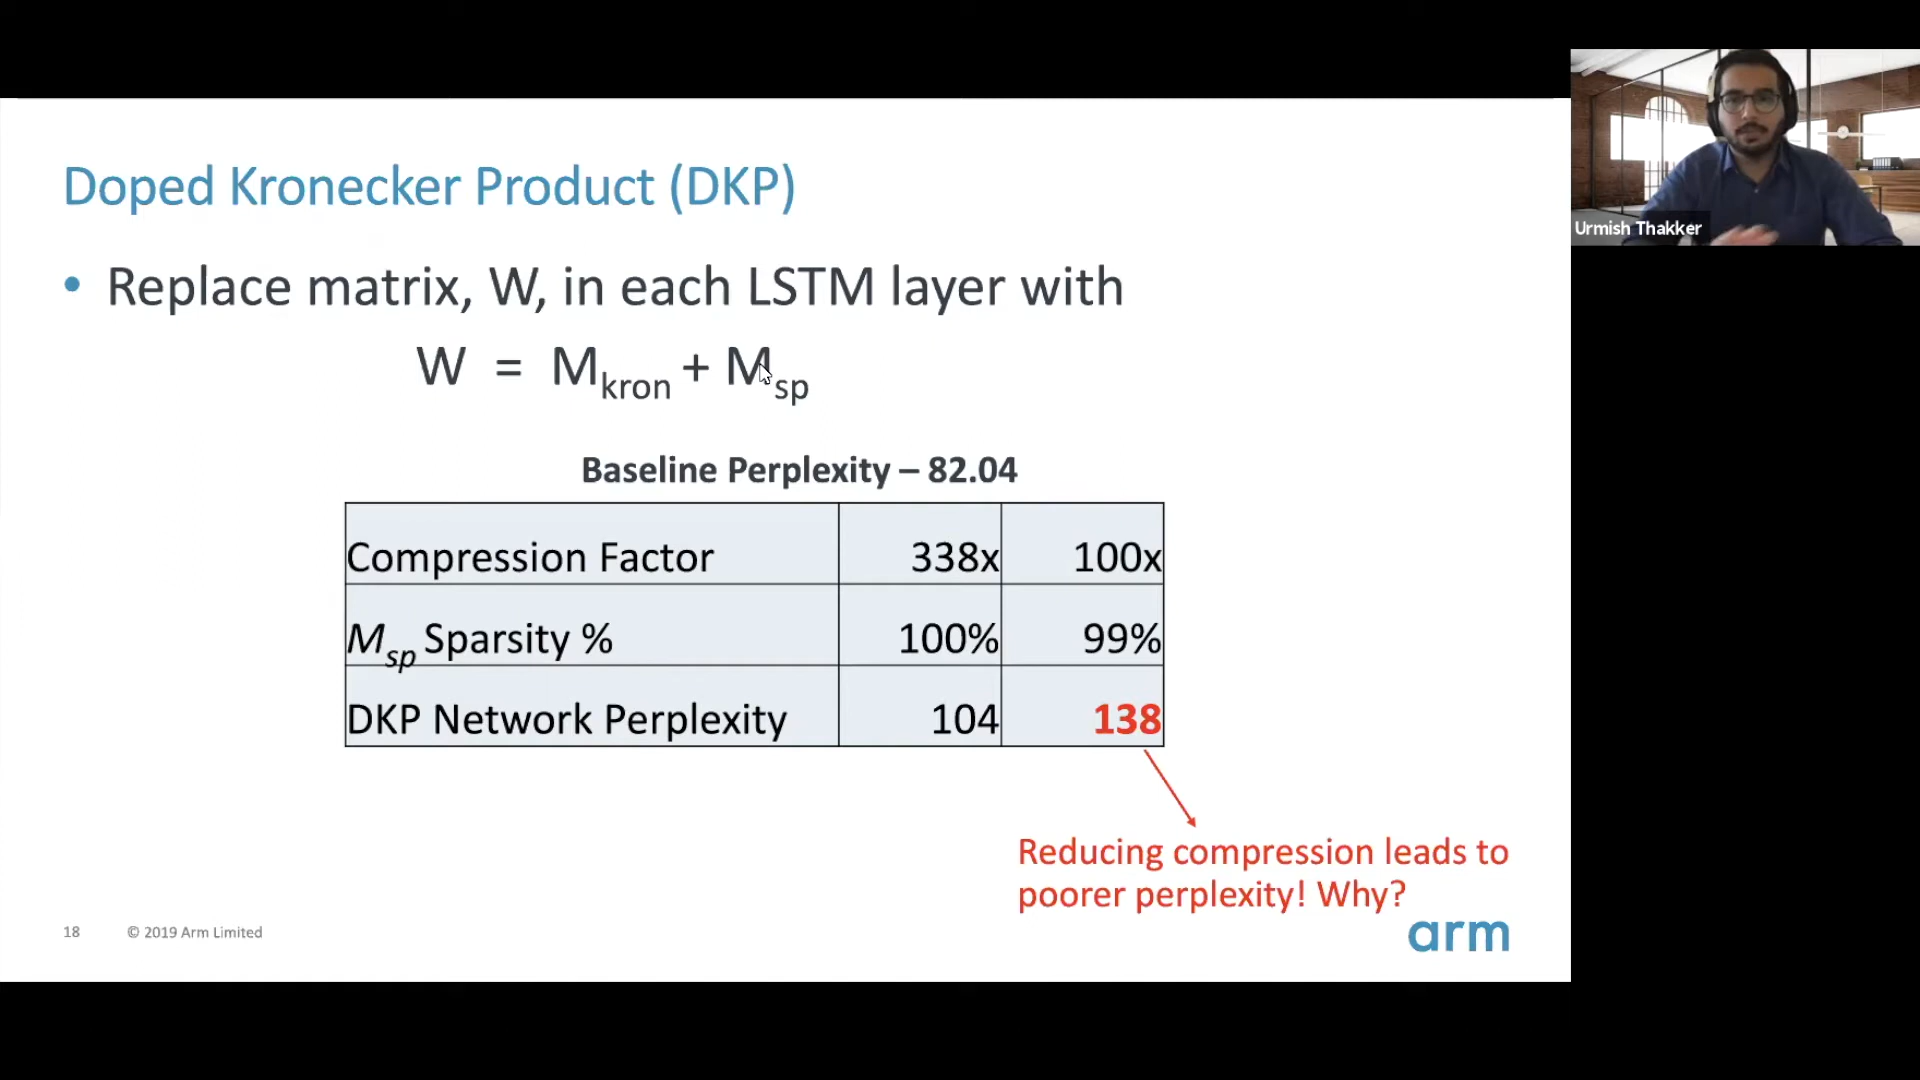 Doped Kronecker Product (DKP)
• Replace matrix, W, in each LSTM layer with
W = Mkron + Msp
Baseline Perplexity – 82.04
Compression Factor 338x 100x
Msp Sparsity % 100% 99%
DKP Network Perplexity 104 138
Reducing compression leads to
poorer perplexity! Why?
18 © 2019 Arm Limited
arm
Urmish Thakker